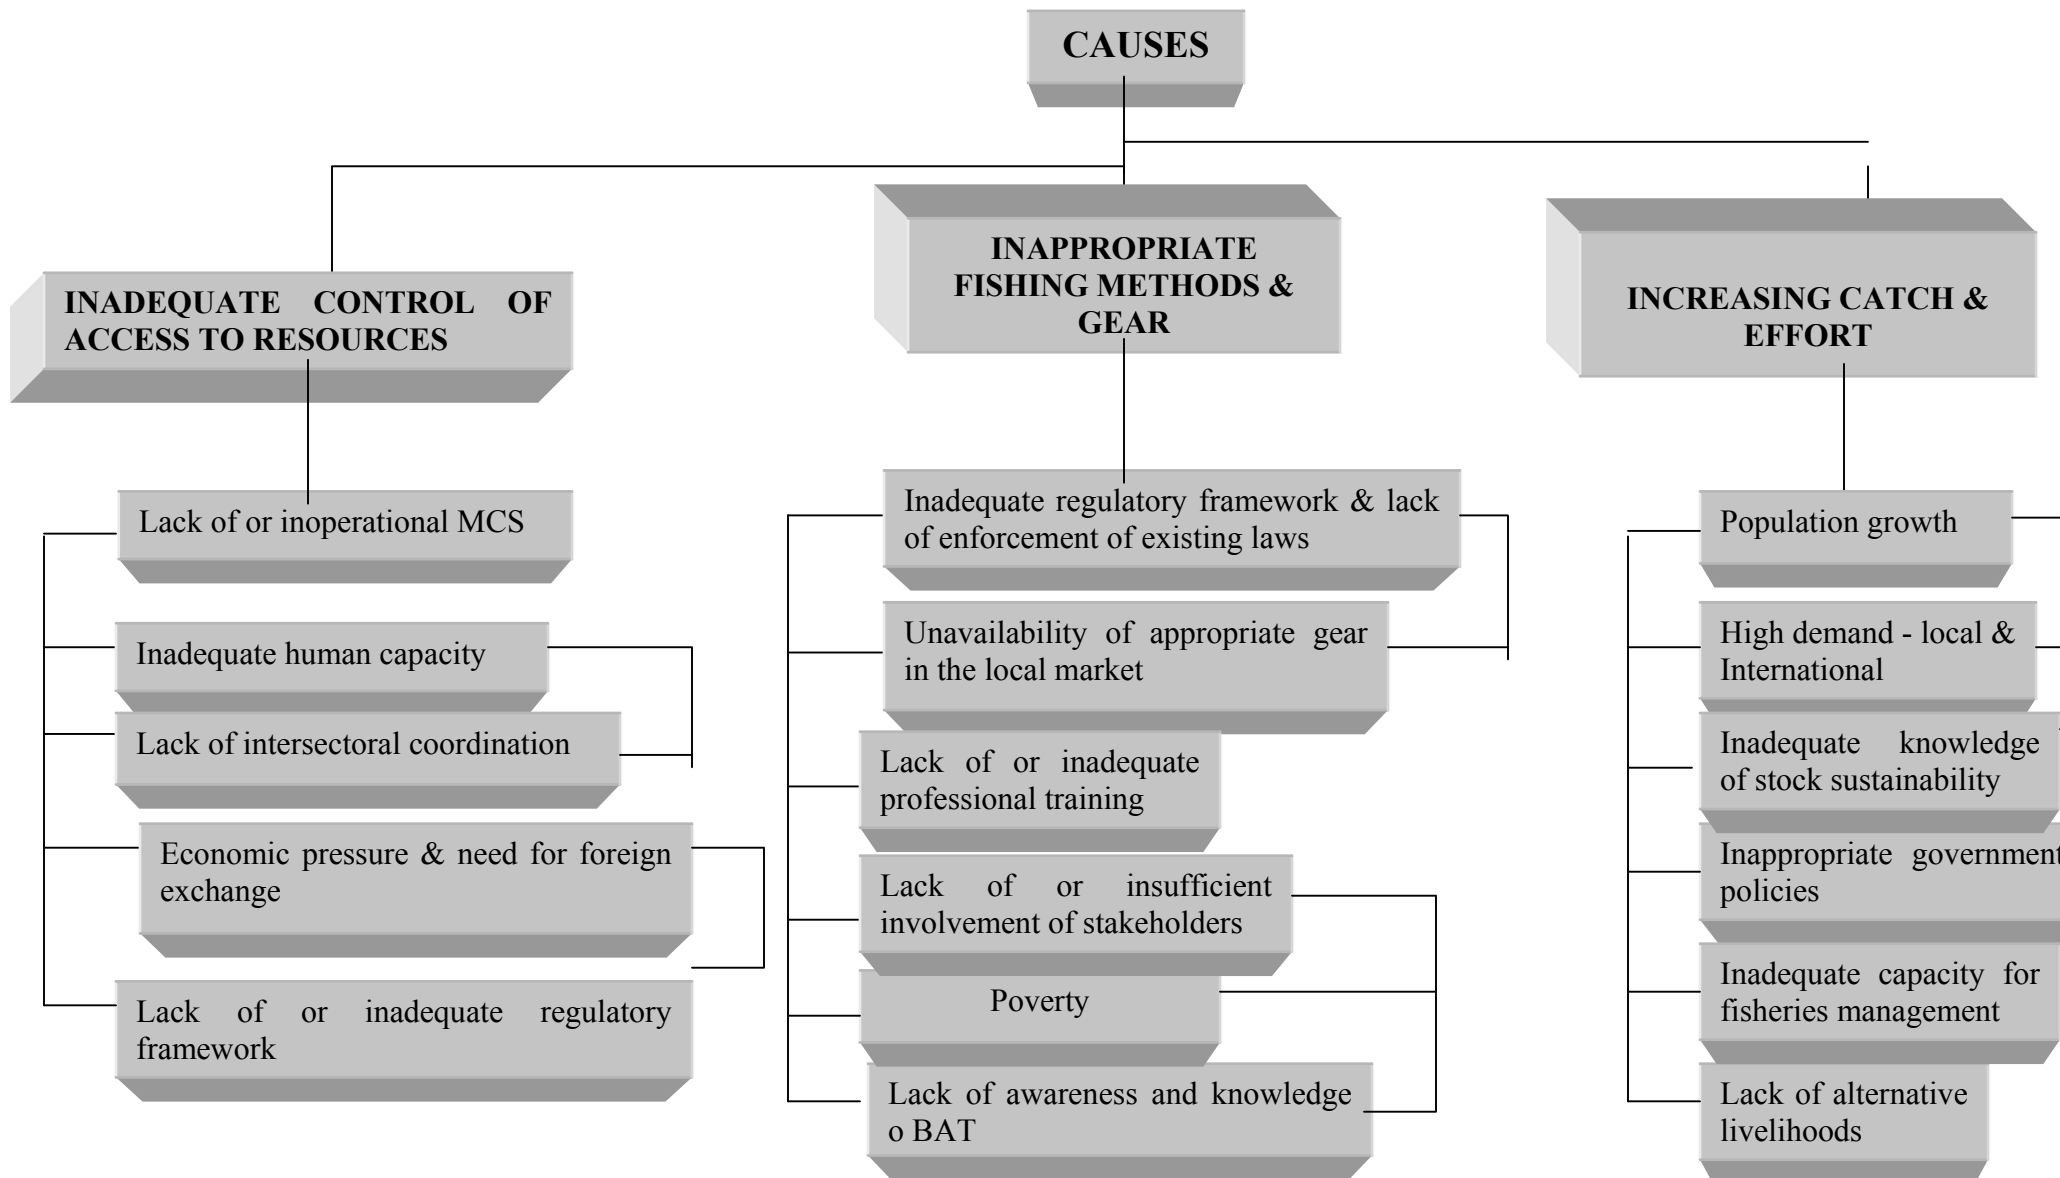 CAUSES
INADEQUATE CONTROL OF
ACCESS TO RESOURCES
Lack of or inoperational MCS
Inadequate human capacity
Lack of intersectoral coordination
Economic pressure & need for foreign
exchange
Lack of or inadequate regulatory
framework
INAPPROPRIATE
FISHING METHODS &
GEAR
Inadequate regulatory framework & lack
of enforcement of existing laws
Unavailability of appropriate gear
in the local market
Lack of or inadequate
professional training
Lack of or insufficient
involvement of stakeholders
Poverty
Lack of awareness and knowledge
o BAT
INCREASING CATCH &
EFFORT
Population growth
High demand - local &
International
Inadequate knowledge
of stock sustainability
Inappropriate government
policies
Inadequate capacity for
fisheries management
Lack of alternative
livelihoods